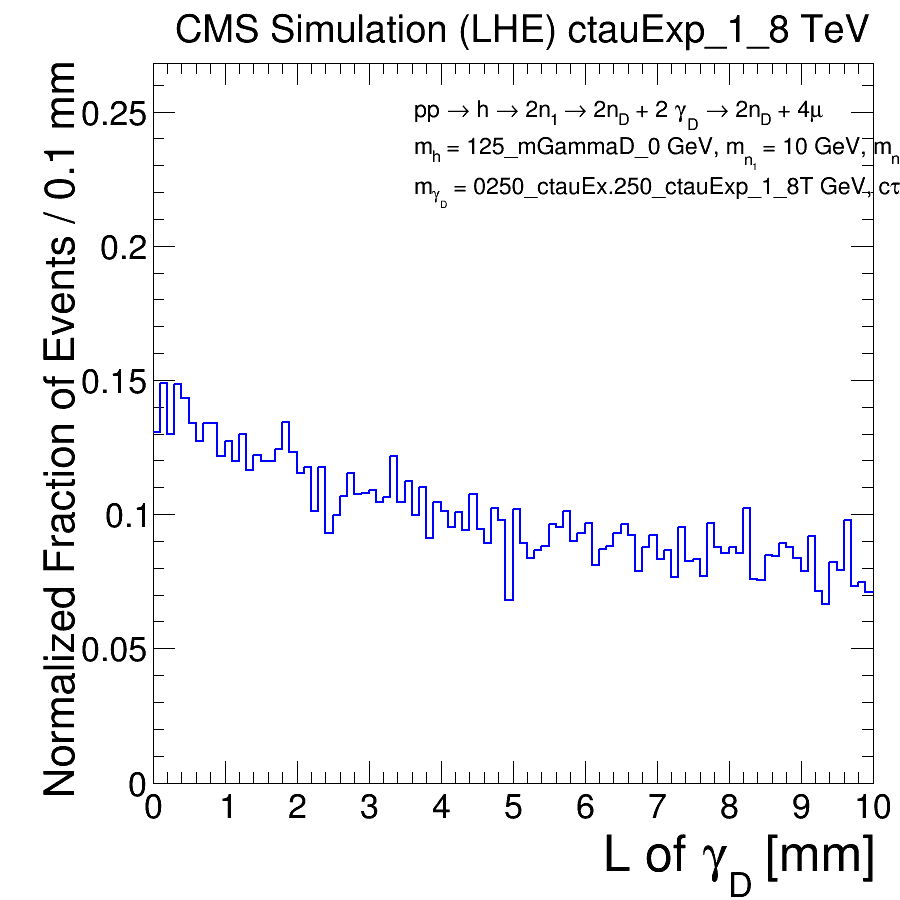 CMS Simulation (LHE) ctauExp_1_8 TeV
pp → h → 2n1 → 2nD + 2 γD → 2nD + 4μ
mh = 125_mGammaD_0 GeV, mn1 = 10 GeV, mn
mγD = 0250_ctauEx.250_ctauExp_1_8T GeV, cτ
Normalized Fraction of Events / 0.1 mm
0.25
0.2
0.15
0.1
0.05
0
0 1 2 3 4 5 6 7 8 9 10
L of γD [mm]